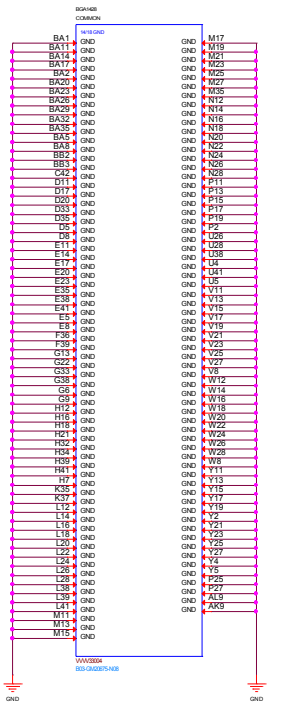 BGA1428
COMMON
14/18 GND
BA1 GND GND M17
BA11 GND GND M19
BA14 GND GND M21
BA17 GND GND M23
BA2 GND GND M25
BA20 GND GND M27
BA23 GND GND M35
BA26 GND GND N12
BA29 GND GND N14
BA32 GND GND N16
BA35 GND GND N18
BA5 GND GND N20
BA8 GND GND N22
BB2 GND GND N24
BB3 GND GND N26
C42 GND GND N28
D11 GND GND P11
D17 GND GND P13
D20 GND GND P15
D33 GND GND P17
D35 GND GND P19
D5 GND GND P2
D8 GND GND U26
E11 GND GND U28
E14 GND GND U38
E17 GND GND U4
E20 GND GND U41
E23 GND GND U5
E35 GND GND V11
E38 GND GND V13
E41 GND GND V15
E5 GND GND V17
E8 GND GND V19
F36 GND GND V21
F39 GND GND V23
G13 GND GND V25
G22 GND GND V27
G33 GND GND V8
G38 GND GND W12
G6 GND GND W14
G9 GND GND W16
H12 GND GND W18
H16 GND GND W20
H18 GND GND W22
H21 GND GND W24
H32 GND GND W26
H34 GND GND W28
H39 GND GND W8
H41 GND GND Y11
H7 GND GND Y13
K35 GND GND Y15
K37 GND GND Y17
L12 GND GND Y19
L14 GND GND Y2
L16 GND GND Y21
L18 GND GND Y23
L20 GND GND Y25
L22 GND GND Y27
L24 GND GND Y4
L26 GND GND Y5
L28 GND GND P25
L38 GND GND P27
L39 GND GND AL9
L41 GND GND AK9
M11 GND
M13 GND
M15 GND
GND GND